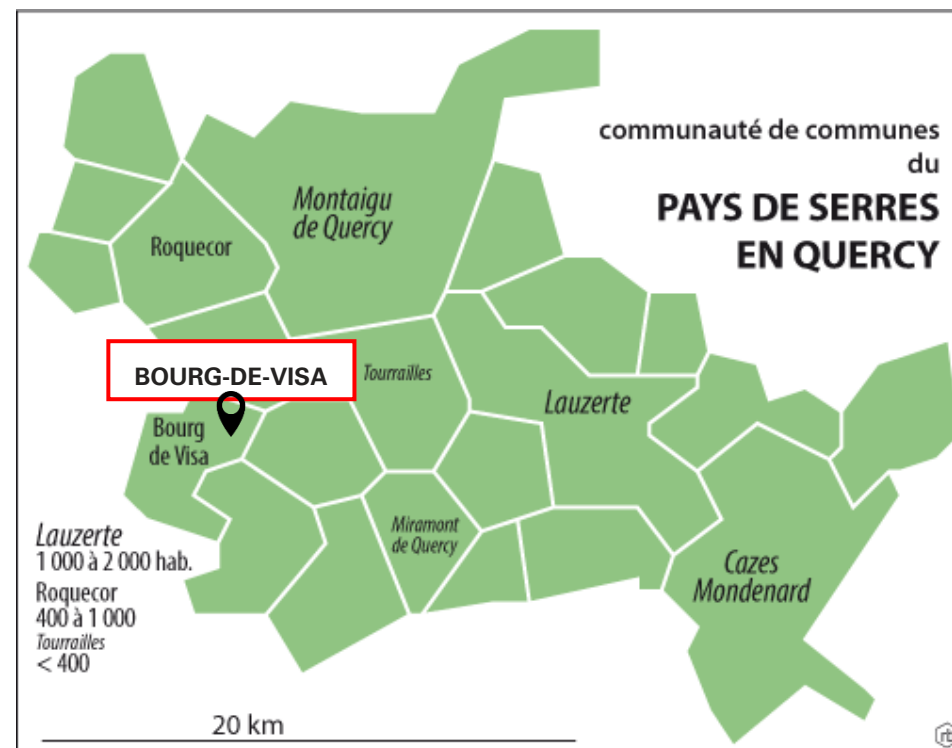 communauté de communes
du
PAYS DE SERRES
EN QUERCY
Montaigu
de Quercy
Roquecor
BOURG-DE-VISA
Tourrailles
Lauzerte
Bourg
de Visa
Miramont
de Quercy
Cazes
Mondenard
Lauzerte
1 000 à 2 000 hab.
Roquecor
400 à 1 000
Tourrailles
< 400
20 km